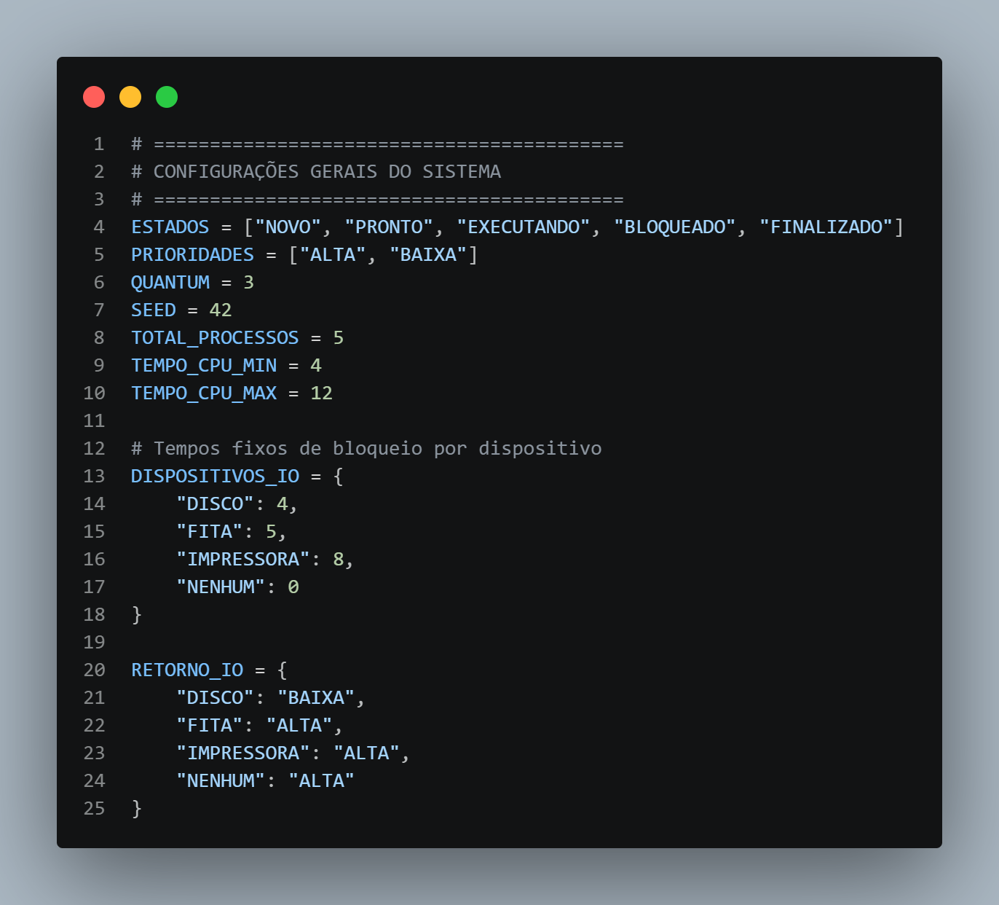 1 # ==========================================
2 # CONFIGURAÇÕES GERAIS DO SISTEMA
3 # ==========================================
4 ESTADOS = ["NOVO", "PRONTO", "EXECUTANDO", "BLOQUEADO", "FINALIZADO"]
5 PRIORIDADES = ["ALTA", "BAIXA"]
6 QUANTUM = 3
7 SEED = 42
8 TOTAL_PROCESSOS = 5
9 TEMPO_CPU_MIN = 4
10 TEMPO_CPU_MAX = 12
11
12 # Tempos fixos de bloqueio por dispositivo
13 DISPOSITIVOS_IO = {
14     "DISCO": 4,
15     "FITA": 5,
16     "IMPRESSORA": 8,
17     "NENHUM": 0
18 }
19
20 RETORNO_IO = {
21     "DISCO": "BAIXA",
22     "FITA": "ALTA",
23     "IMPRESSORA": "ALTA",
24     "NENHUM": "ALTA"
25 }